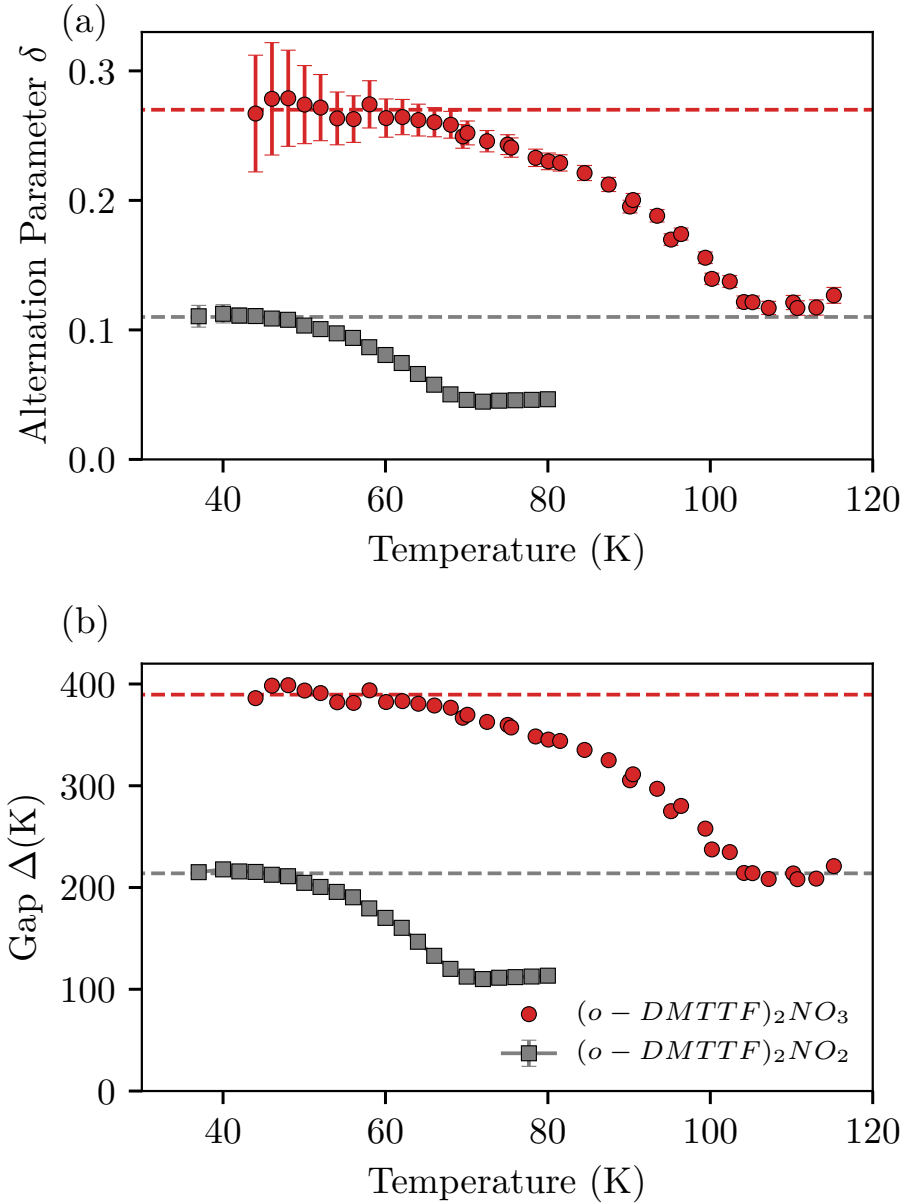 (a)
Alternation Parameter δ
0.3
0.2
0.1
0.0
40 60 80 100 120
Temperature (K)
(b)
Gap Δ(K)
400
300
200
100
0
(o − DMTTF)₂NO₃
(o − DMTTF)₂NO₂
40 60 80 100 120
Temperature (K)